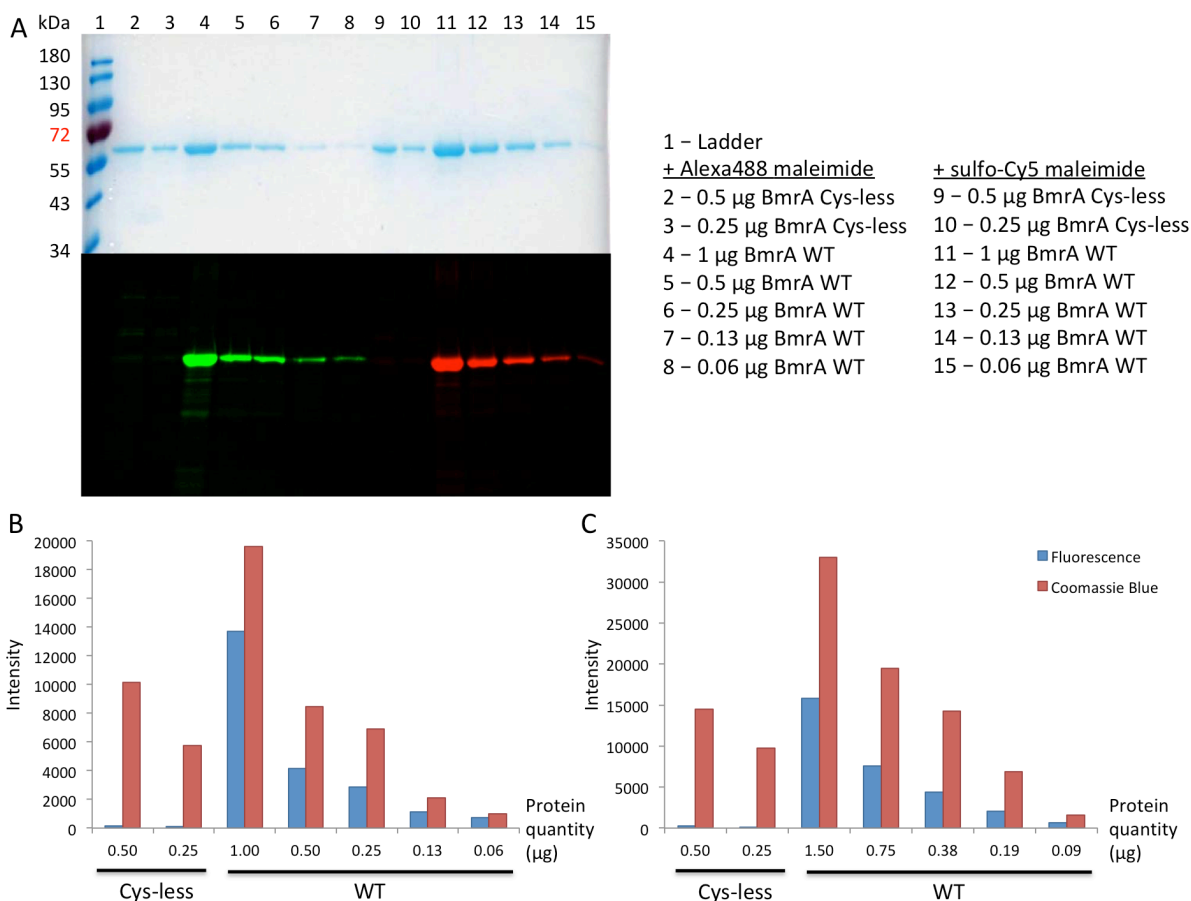 A
kDa 1 2 3 4 5 6 7 8 9 10 11 12 13 14 15
180
130
95
72
55
43
34
1 – Ladder
+ Alexa488 maleimide
2 – 0.5 µg BmrA Cys-less
3 – 0.25 µg BmrA Cys-less
4 – 1 µg BmrA WT
5 – 0.5 µg BmrA WT
6 – 0.25 µg BmrA WT
7 – 0.13 µg BmrA WT
8 – 0.06 µg BmrA WT
+ sulfo-Cy5 maleimide
9 – 0.5 µg BmrA Cys-less
10 – 0.25 µg BmrA Cys-less
11 – 1 µg BmrA WT
12 – 0.5 µg BmrA WT
13 – 0.25 µg BmrA WT
14 – 0.13 µg BmrA WT
15 – 0.06 µg BmrA WT
B
Intensity
20000
18000
16000
14000
12000
10000
8000
6000
4000
2000
0
0.50 0.25 1.00 0.50 0.25 0.13 0.06
Protein
quantity
(µg)
Cys-less WT
C
Intensity
35000
30000
25000
20000
15000
10000
5000
0
Fluorescence
Coomassie Blue
0.50 0.25 1.50 0.75 0.38 0.19 0.09
Protein
quantity
(µg)
Cys-less WT